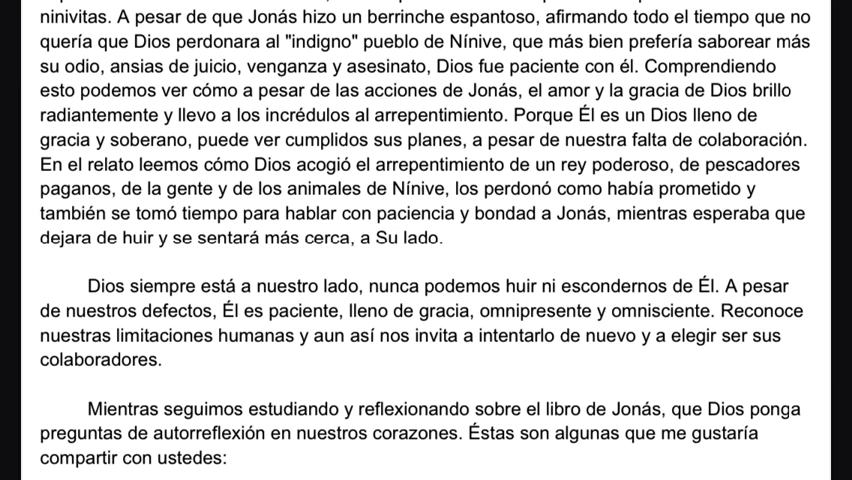 ninivitas. A pesar de que Jonás hizo un berrinche espantoso, afirmando todo el tiempo que no
quería que Dios perdonara al "indigno" pueblo de Nínive, que más bien prefería saborear más
su odio, ansias de juicio, venganza y asesinato, Dios fue paciente con él. Comprendiendo
esto podemos ver cómo a pesar de las acciones de Jonás, el amor y la gracia de Dios brillo
radiantemente y llevo a los incrédulos al arrepentimiento. Porque Él es un Dios lleno de
gracia y soberano, puede ver cumplidos sus planes, a pesar de nuestra falta de colaboración.
En el relato leemos cómo Dios acogió el arrepentimiento de un rey poderoso, de pescadores
paganos, de la gente y de los animales de Nínive, los perdonó como había prometido y
también se tomó tiempo para hablar con paciencia y bondad a Jonás, mientras esperaba que
dejara de huir y se sentará más cerca, a Su lado.
Dios siempre está a nuestro lado, nunca podemos huir ni escondernos de Él. A pesar
de nuestros defectos, Él es paciente, lleno de gracia, omnipresente y omnisciente. Reconoce
nuestras limitaciones humanas y aun así nos invita a intentarlo de nuevo y a elegir ser sus
colaboradores.
Mientras seguimos estudiando y reflexionando sobre el libro de Jonás, que Dios ponga
preguntas de autorreflexión en nuestros corazones. Éstas son algunas que me gustaría
compartir con ustedes: